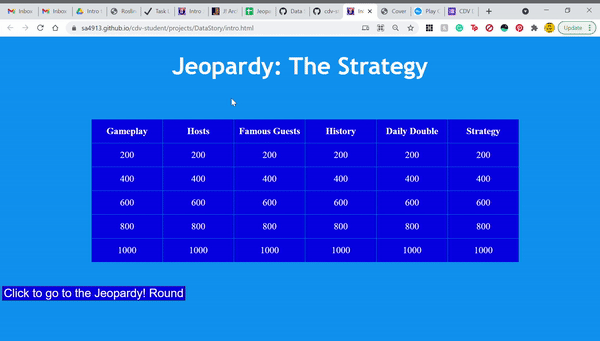 Inbox
Inbox
Intro
Roslin
Task L
Intro
J! Arc
Jeopa
Data
cdv-s
In
Cover
Play
CDV
sa4913.github.io/cdv-student/projects/DataStory/intro.html
Update
Jeopardy: The Strategy
Gameplay Hosts Famous Guests History Daily Double Strategy
200 200 200 200 200 200
400 400 400 400 400 400
600 600 600 600 600 600
800 800 800 800 800 800
1000 1000 1000 1000 1000 1000
Click to go to the Jeopardy! Round